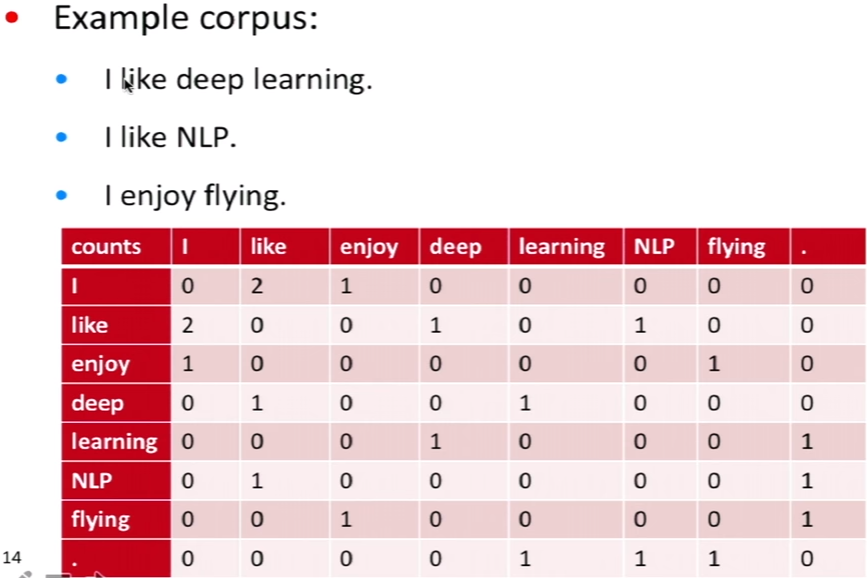 Example corpus:
I like deep learning.
I like NLP.
I enjoy flying.
counts I like enjoy deep learning NLP flying .
I 0 2 1 0 0 0 0 0
like 2 0 0 1 0 1 0 0
enjoy 1 0 0 0 0 0 1 0
deep 0 1 0 0 1 0 0 0
learning 0 0 0 1 0 0 0 1
NLP 0 1 0 0 0 0 0 1
flying 0 0 1 0 0 0 0 1
. 0 0 0 0 1 1 1 0
14